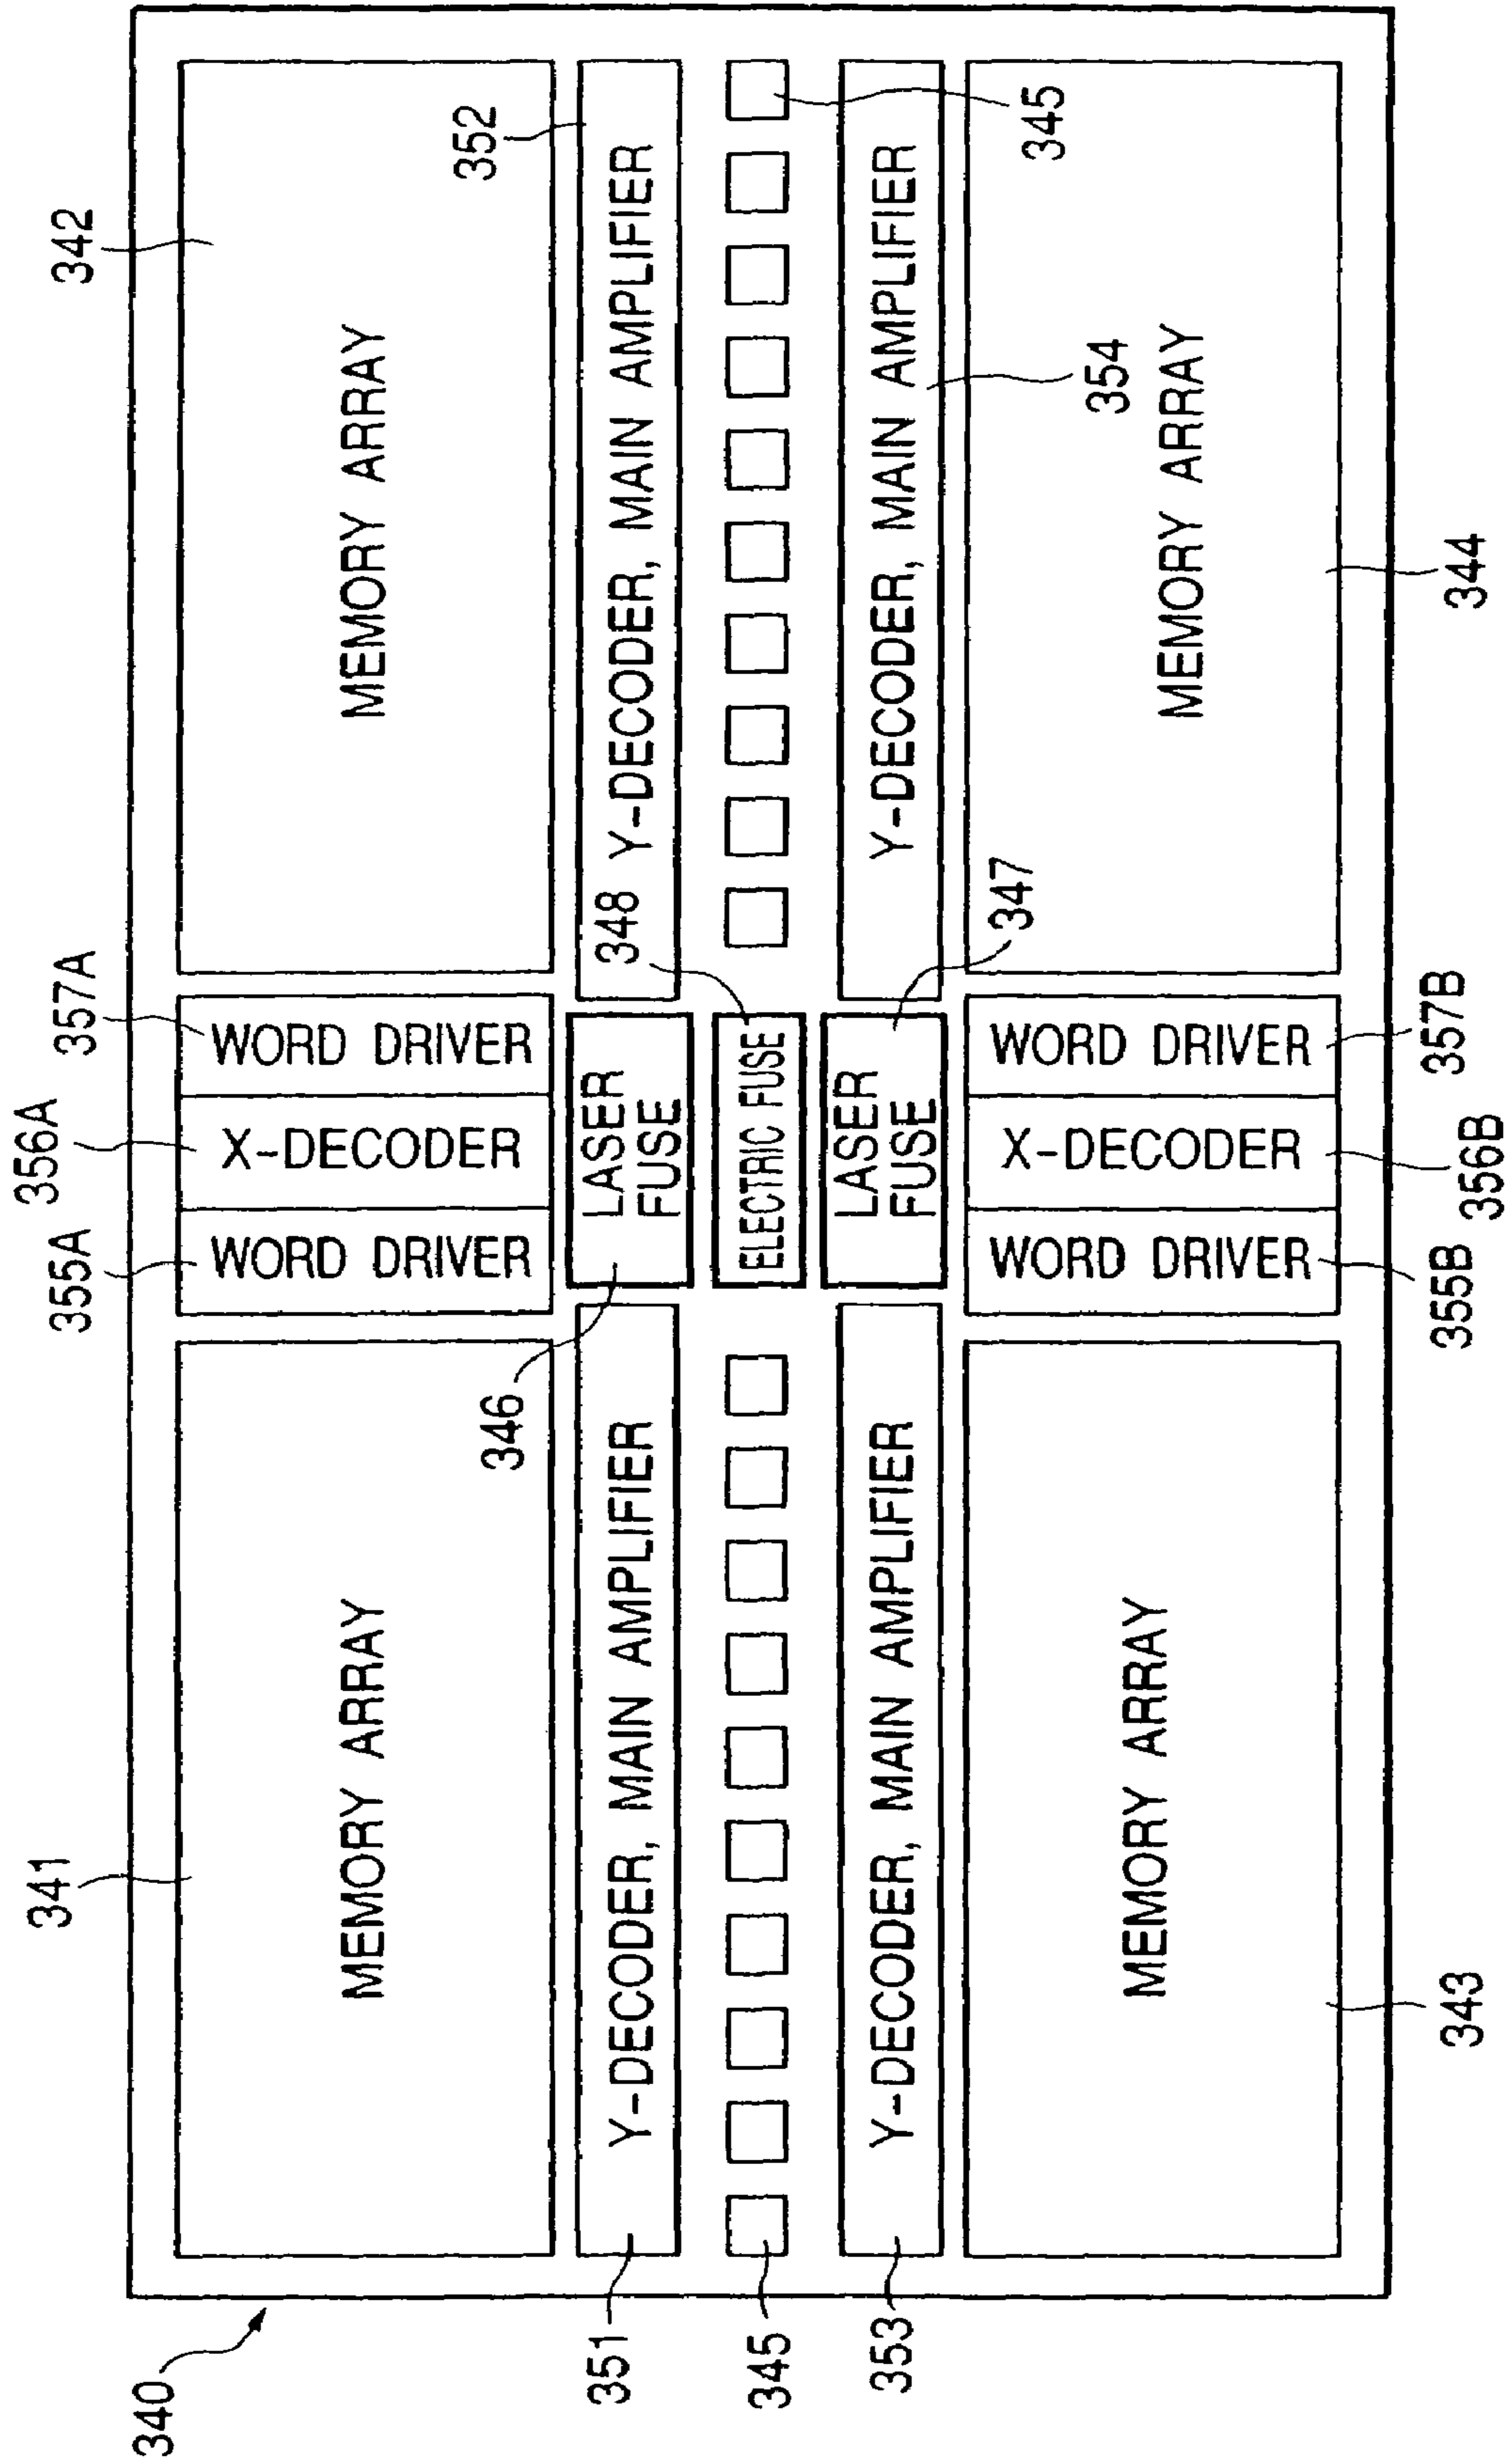 340
341
356A
355A
357A
342
MEMORY ARRAY
WORD DRIVER
X-DECODER
WORD DRIVER
MEMORY ARRAY
346
352
351
Y-DECODER, MAIN AMPLIFIER
LASER
FUSE
348
Y-DECODER, MAIN AMPLIFIER
345
ELECTRIC FUSE
345
353
Y-DECODER, MAIN AMPLIFIER
LASER
FUSE
347
Y-DECODER, MAIN AMPLIFIER
354
MEMORY ARRAY
WORD DRIVER
X-DECODER
WORD DRIVER
MEMORY ARRAY
343
355B
356B
357B
344